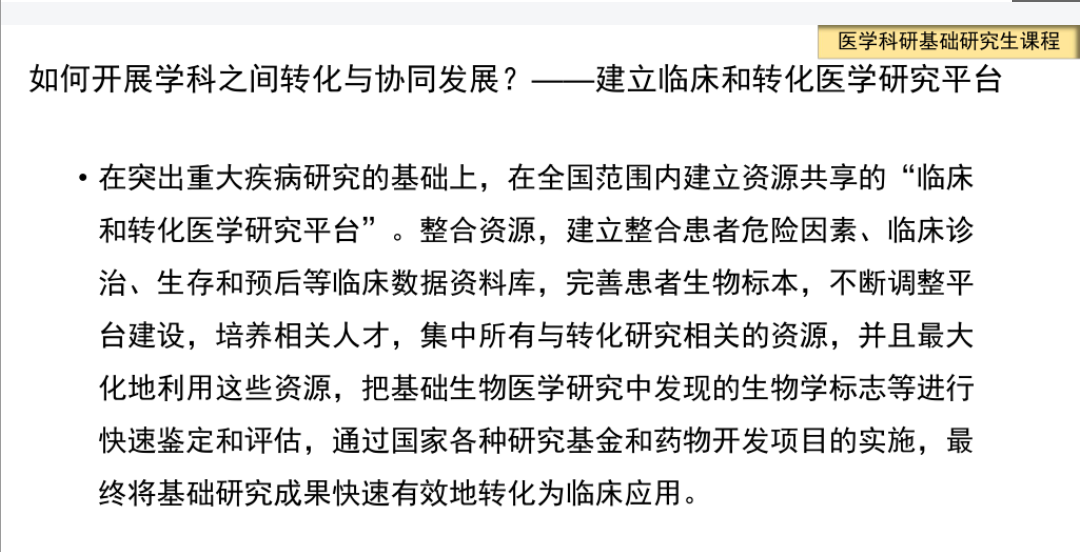 医学科研基础研究生课程
如何开展学科之间转化与协同发展？——建立临床和转化医学研究平台
• 在突出重大疾病研究的基础上，在全国范围内建立资源共享的“临床
和转化医学研究平台”。整合资源，建立整合患者危险因素、临床诊
治、生存和预后等临床数据资料库，完善患者生物标本，不断调整平
台建设，培养相关人才，集中所有与转化研究相关的资源，并且最大
化地利用这些资源，把基础生物医学研究中发现的生物学标志等进行
快速鉴定和评估，通过国家各种研究基金和药物开发项目的实施，最
终将基础研究成果快速有效地转化为临床应用。